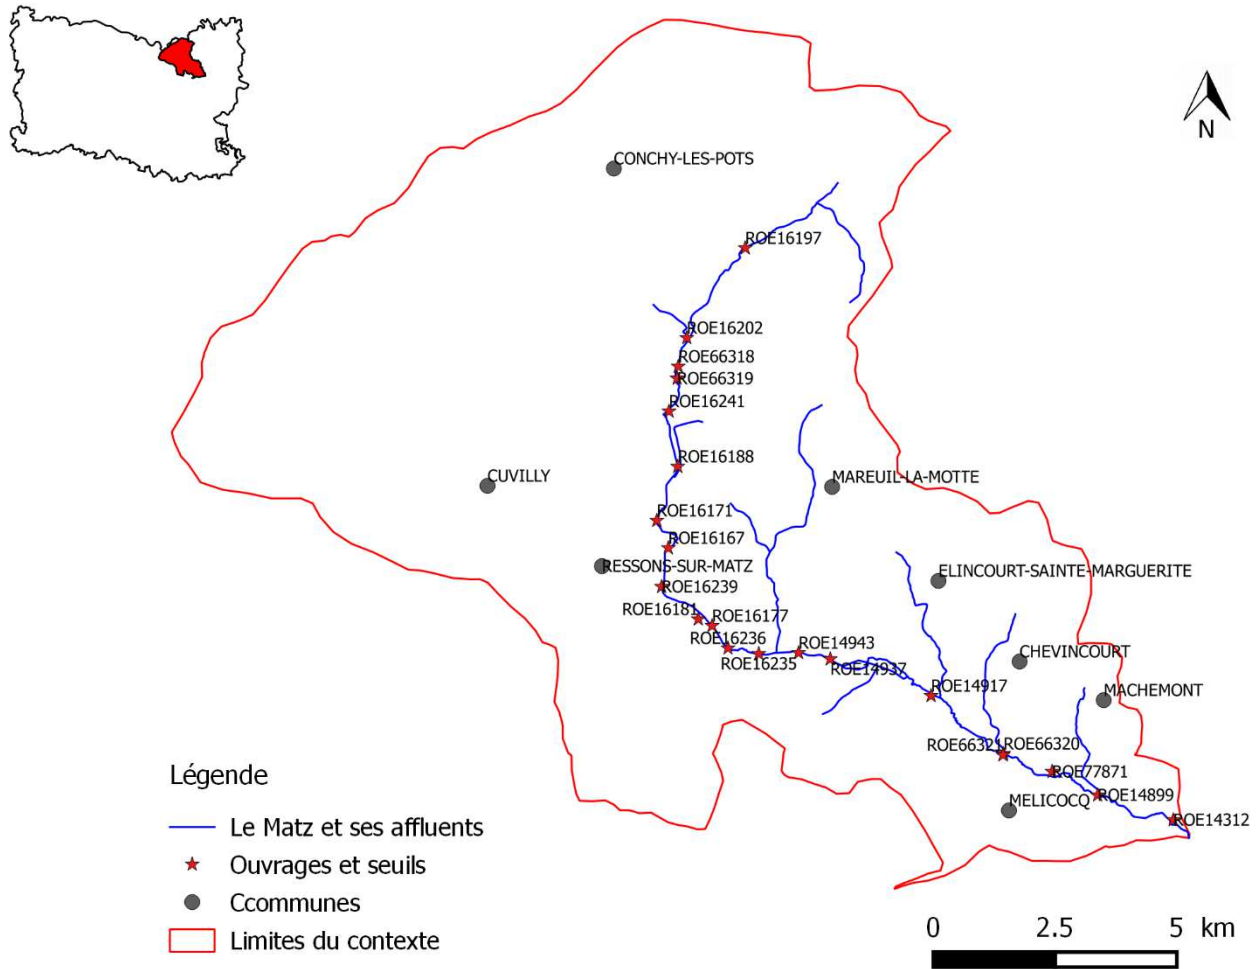 N
CONCHY-LES-POTS
ROE16197
ROE16202
ROE66318
ROE66319
ROE16241
ROE16188
CUVILLY
MAREUIL-LA-MOTTE
ROE16171
ROE16167
RESSONS-SUR-MATZ
ROE16239
ELINCOURT-SAINTE-MARGUERITE
ROE16181
ROE16177
ROE16236
ROE16235
ROE14943
ROE14937
CHEVINCOURT
ROE14917
MACHEMONT
ROE66321
ROE66320
ROE77871
MELICOCQ
ROE14899
ROE14312
Légende
Le Matz et ses affluents
Ouvrages et seuils
Ccommunes
Limites du contexte
0 2.5 5 km